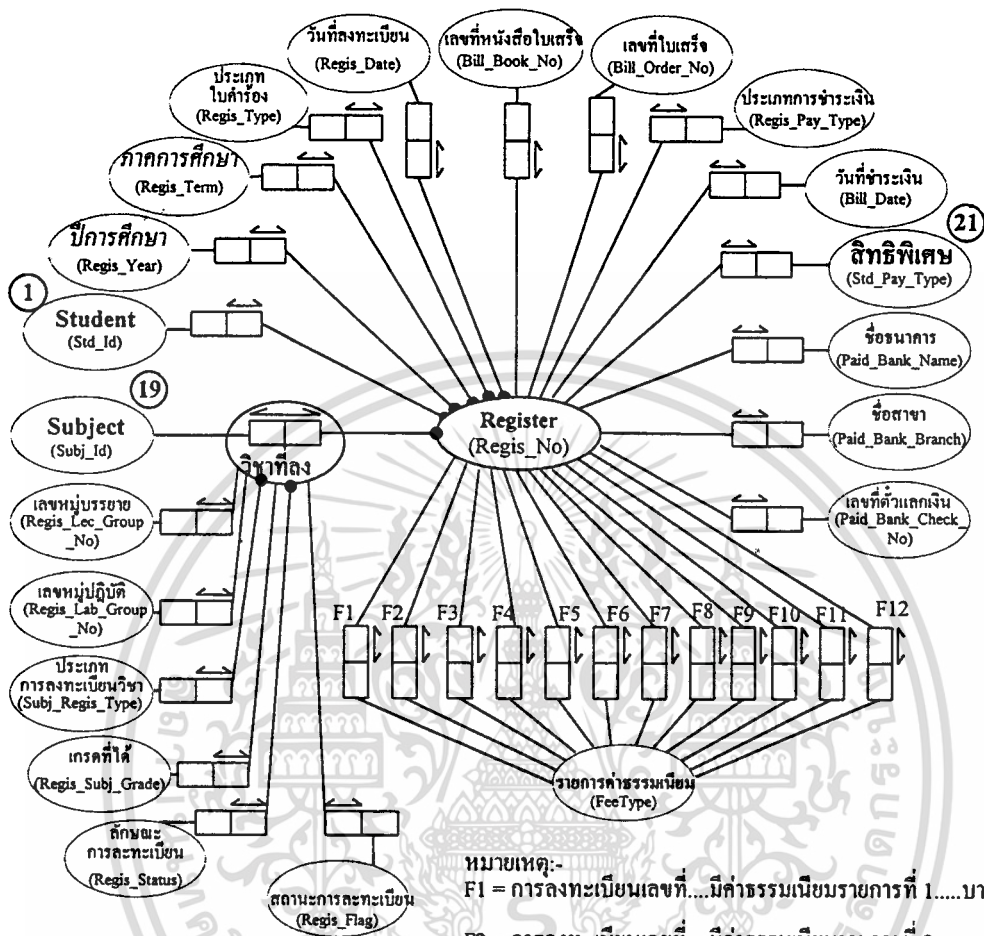 วันที่ลงทะเบียน
(Regis_Date)
เลขที่หนังสือใบเสร็จ
(Bill_Book_No)
เลขที่ใบเสร็จ
(Bill_Order_No)
ประเภท
ใบคำร้อง
(Regis_Type)
ประเภทการชำระเงิน
(Regis_Pay_Type)
ภาคการศึกษา
(Regis_Term)
วันที่ชำระเงิน
(Bill_Date)
ปีการศึกษา
(Regis_Year)
21
สิทธิพิเศษ
(Std_Pay_Type)
1
Student
(Std_Id)
ชื่อธนาคาร
(Paid_Bank_Name)
19
Subject
(Subj_Id)
วิชาที่ลง
Register
(Regis_No)
ชื่อสาขา
(Paid_Bank_Branch)
เลขหมู่บรรยาย
(Regis_Lec_Group
_No)
เลขที่ตั๋วแลกเงิน
(Paid_Bank_Check_
No)
เลขหมู่ปฏิบัติ
(Regis_Lab_Group
_No)
F1 F2 F3 F4 F5 F6 F7 F8 F9 F10 F11 F12
ประเภท
การลงทะเบียนวิชา
(Subj_Regis_Type)
เกรดที่ได้
(Regis_Subj_Grade)
รายการค่าธรรมเนียม
(FeeType)
ลักษณะ
การละทะเบียน
(Regis_Status)
สถานะการละทะเบียน
(Regis_Flag)
หมายเหตุ:-
F1 = การลงทะเบียนเลขที่....มีค่าธรรมเนียมรายการที่ 1.....บา